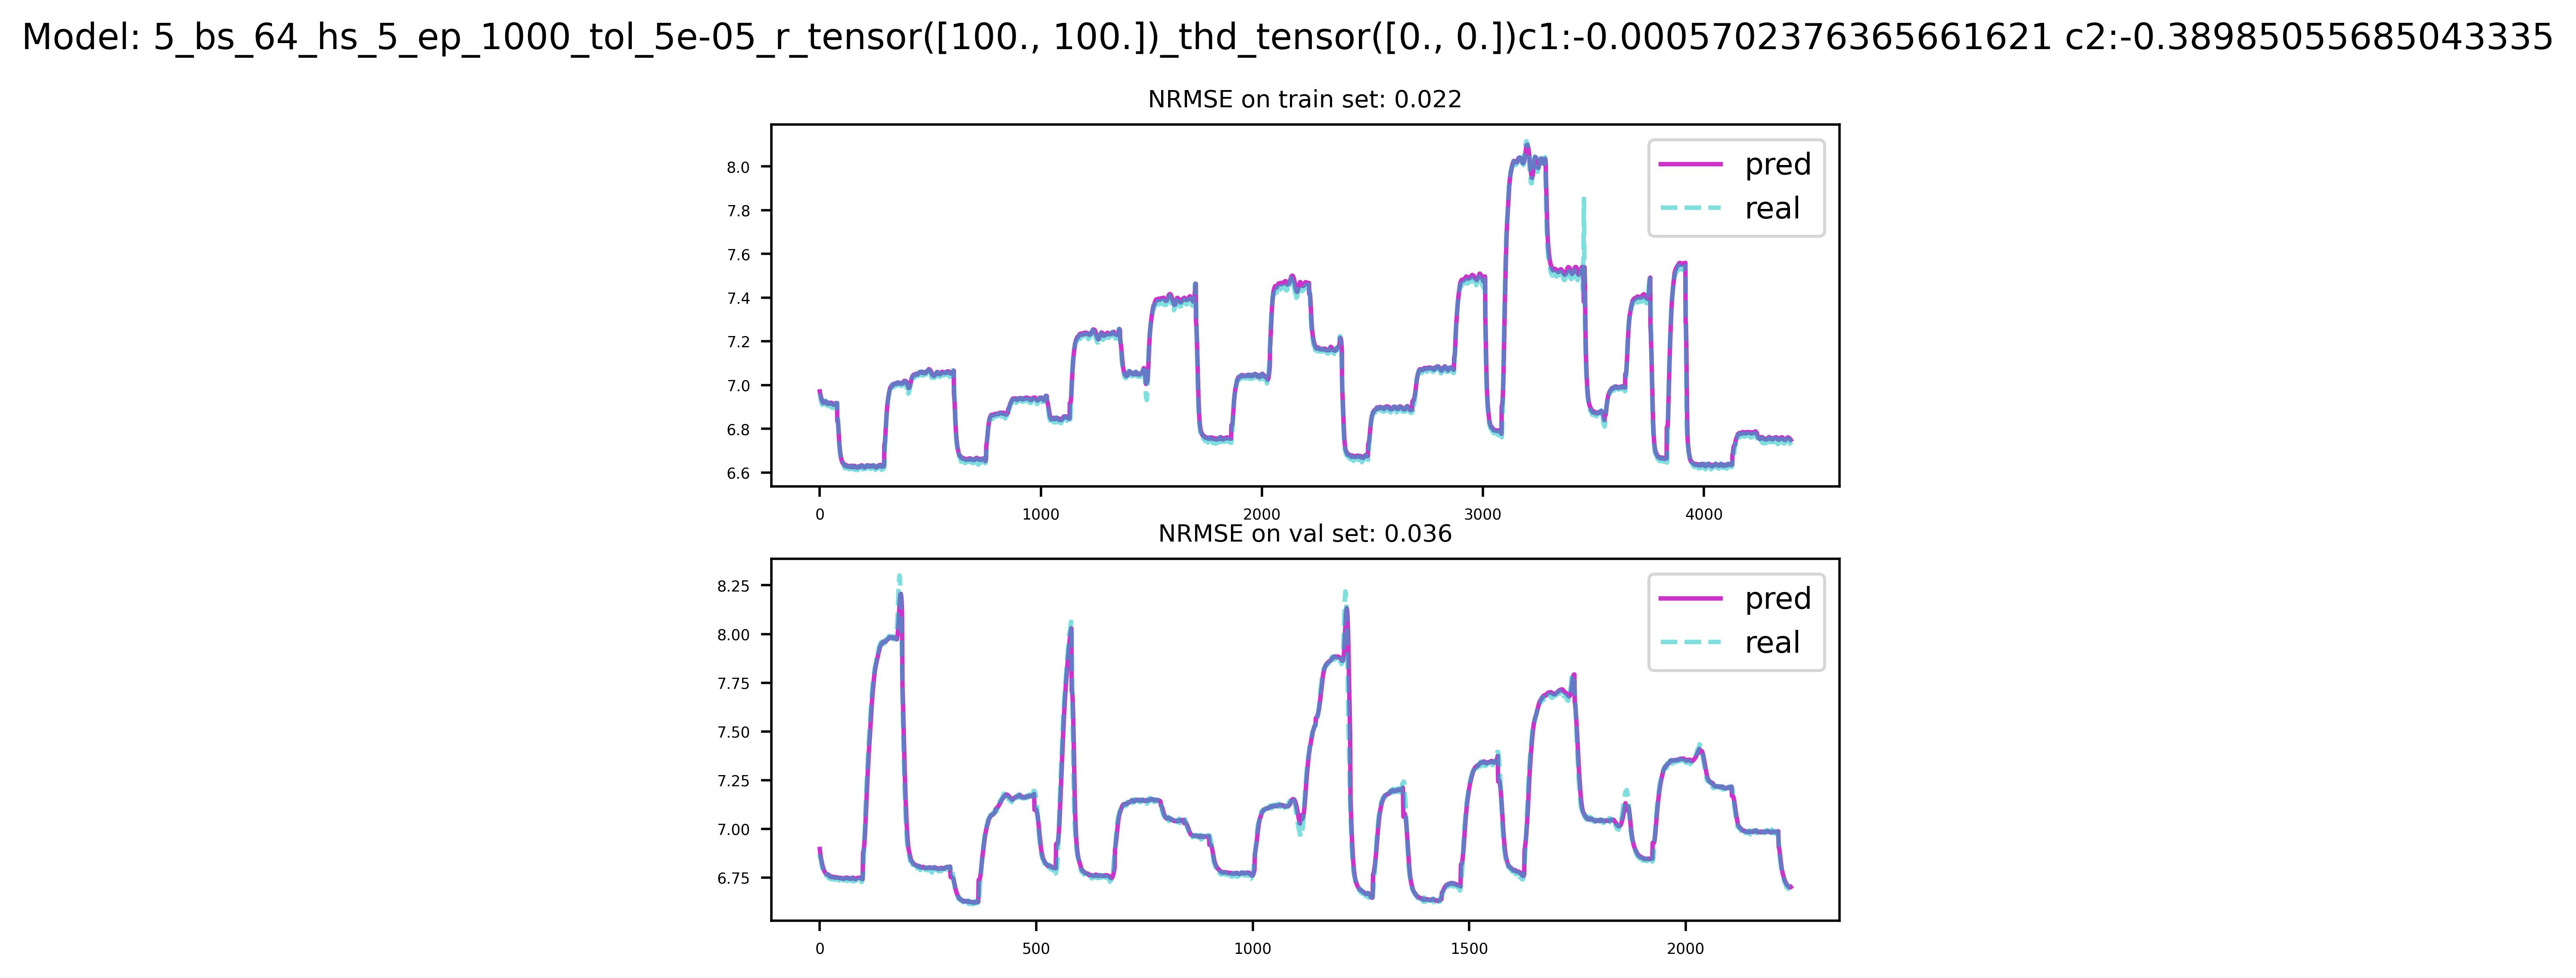 Model: 5_bs_64_hs_5_ep_1000_tol_5e-05_r_tensor([100., 100.])_thd_tensor([0., 0.])c1:-0.0005702376365661621 c2:-0.38985055685043335
NRMSE on train set: 0.022
8.0
7.8
7.6
7.4
7.2
7.0
6.8
6.6
pred
real
0 1000 2000 3000 4000
NRMSE on val set: 0.036
8.25
8.00
7.75
7.50
7.25
7.00
6.75
pred
real
0 500 1000 1500 2000